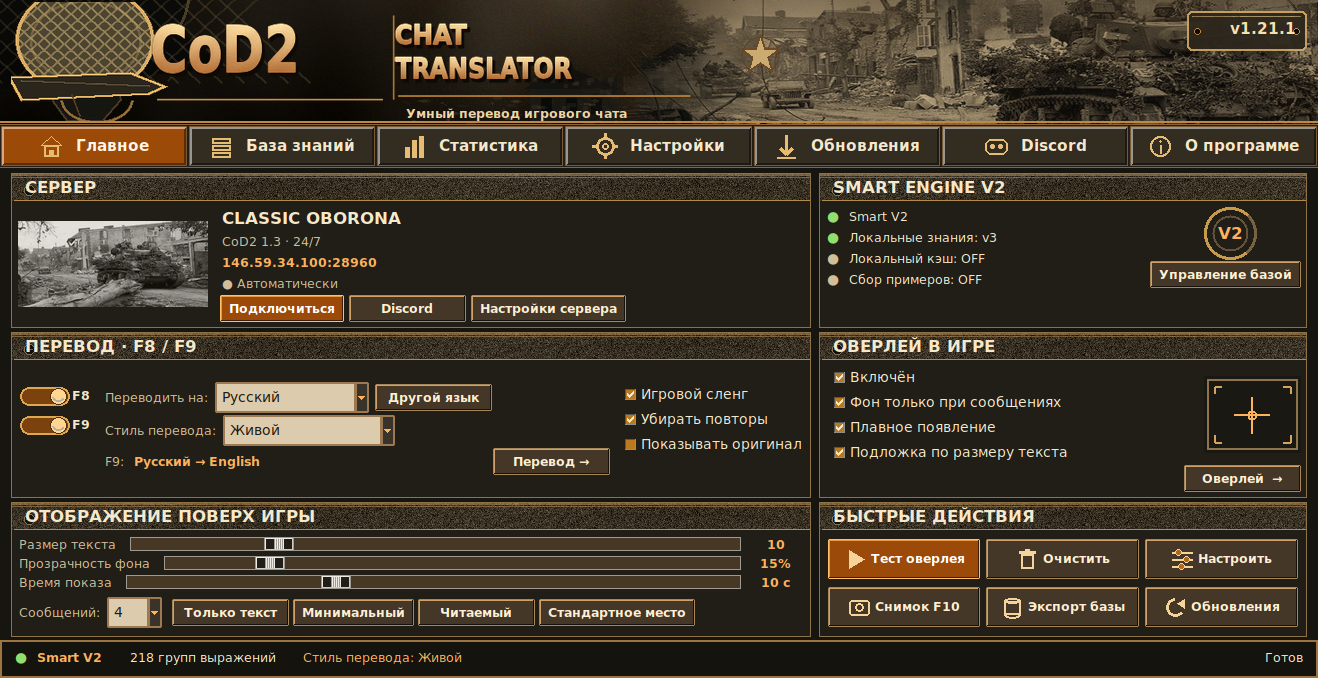 CoD2
CHAT
TRANSLATOR
Умный перевод игрового чата
v1.21.1
Главное
База знаний
Статистика
Настройки
Обновления
Discord
О программе
СЕРВЕР
CLASSIC OBORONA
CoD2 1.3 · 24/7
146.59.34.100:28960
Автоматически
Подключиться
Discord
Настройки сервера
SMART ENGINE V2
Smart V2
Локальные знания: v3
Локальный кэш: OFF
Сбор примеров: OFF
V2
Управление базой
ПЕРЕВОД · F8 / F9
F8
Переводить на:
Русский
Другой язык
F9
Стиль перевода:
Живой
F9: Русский → English
Перевод →
Игровой сленг
Убирать повторы
Показывать оригинал
ОВЕРЛЕЙ В ИГРЕ
Включён
Фон только при сообщениях
Плавное появление
Подложка по размеру текста
Оверлей →
ОТОБРАЖЕНИЕ ПОВЕРХ ИГРЫ
Размер текста
10
Прозрачность фона
15%
Время показа
10 с
Сообщений:
4
Только текст
Минимальный
Читаемый
Стандартное место
БЫСТРЫЕ ДЕЙСТВИЯ
Тест оверлея
Очистить
Настроить
Снимок F10
Экспорт базы
Обновления
Smart V2
218 групп выражений
Стиль перевода: Живой
Готов